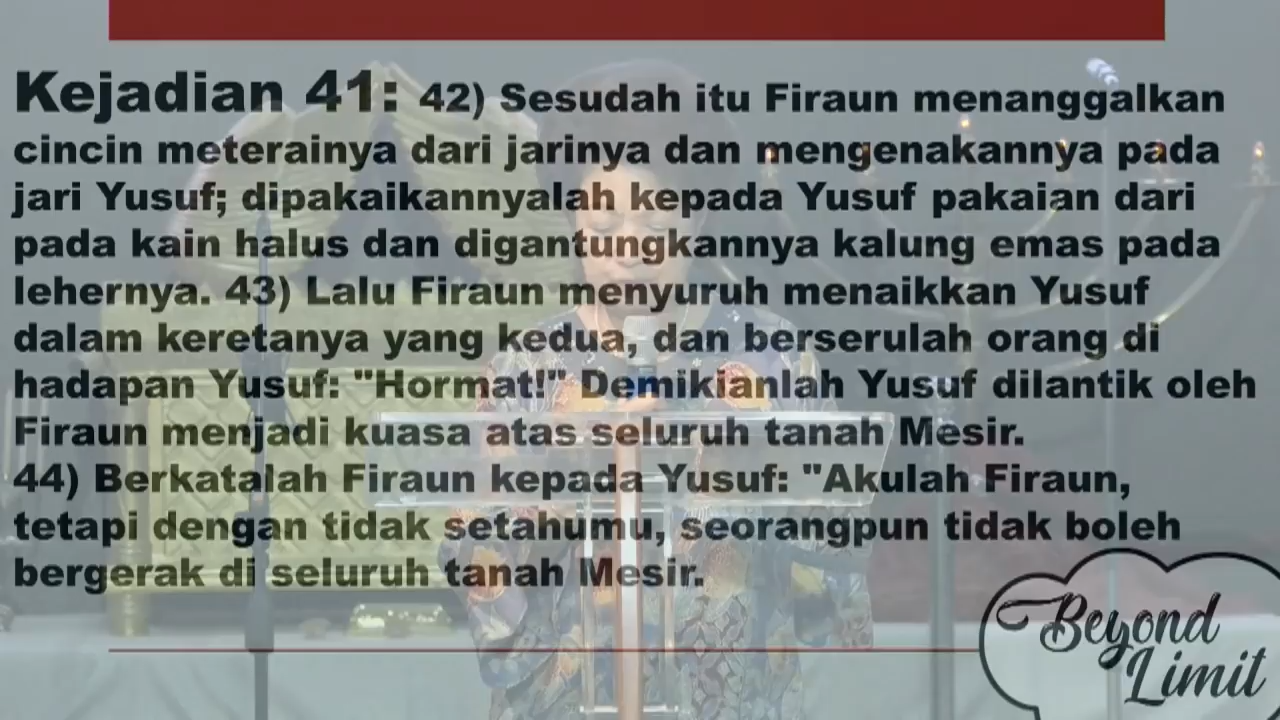 Kejadian 41: 42) Sesudah itu Firaun menanggalkan
cincin meterainya dari jarinya dan mengenakannya pada
jari Yusuf; dipakaikannyalah kepada Yusuf pakaian dari
pada kain halus dan digantungkannya kalung emas pada
lehernya. 43) Lalu Firaun menyuruh menaikkan Yusuf
dalam keretanya yang kedua, dan berserulah orang di
hadapan Yusuf: "Hormat!" Demikianlah Yusuf dilantik oleh
Firaun menjadi kuasa atas seluruh tanah Mesir.
44) Berkatalah Firaun kepada Yusuf: "Akulah Firaun,
tetapi dengan tidak setahumu, seorangpun tidak boleh
bergerak di seluruh tanah Mesir.
Beyond
Limit